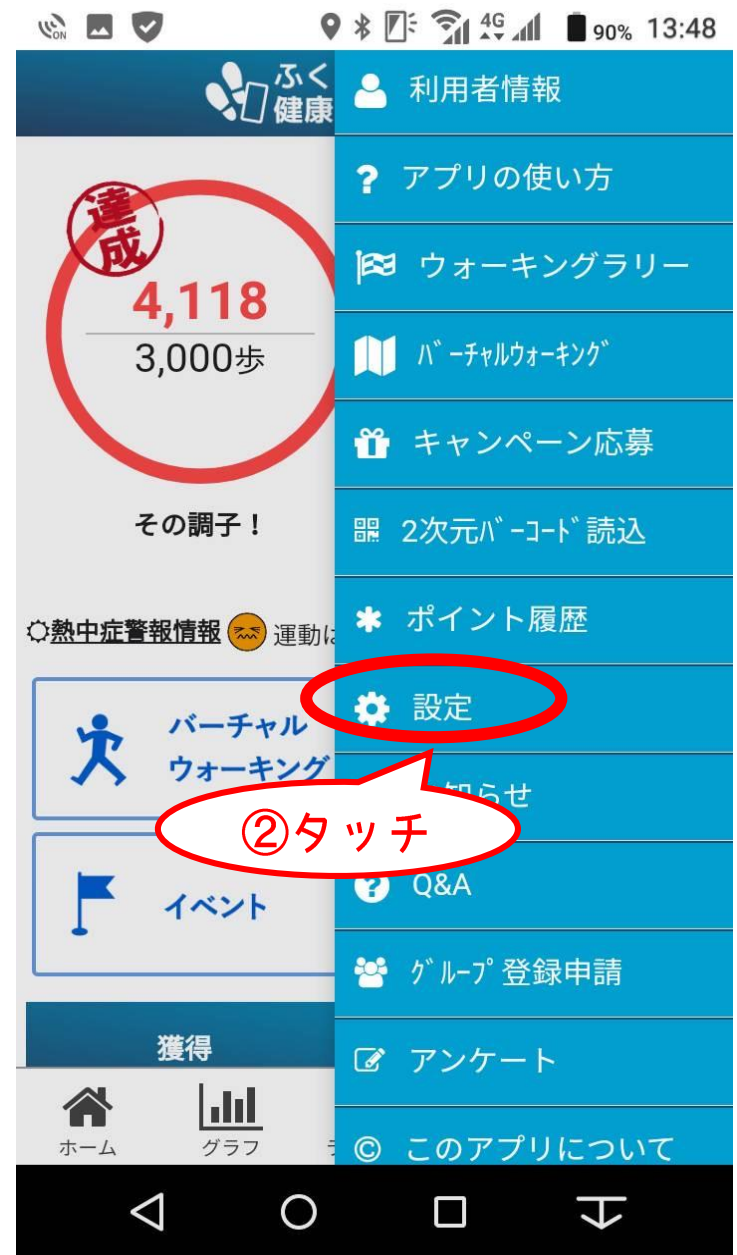 ON 4G 90% 13:48
ふく
健康
達成
4,118
3,000歩
その調子！
熱中症警報情報 運動は
バーチャル
ウォーキング
イベント
獲得
ホーム
グラフ
利用者情報
? アプリの使い方
ウォーキングラリー
ﾊﾞｰﾁｬﾙｳｫｰｷﾝｸﾞ
キャンペーン応募
2次元ﾊﾞｰｺｰﾄﾞ読込
ポイント履歴
設定
②タッチ
知らせ
? Q&A
ｸﾞﾙｰﾌﾟ登録申請
アンケート
© このアプリについて